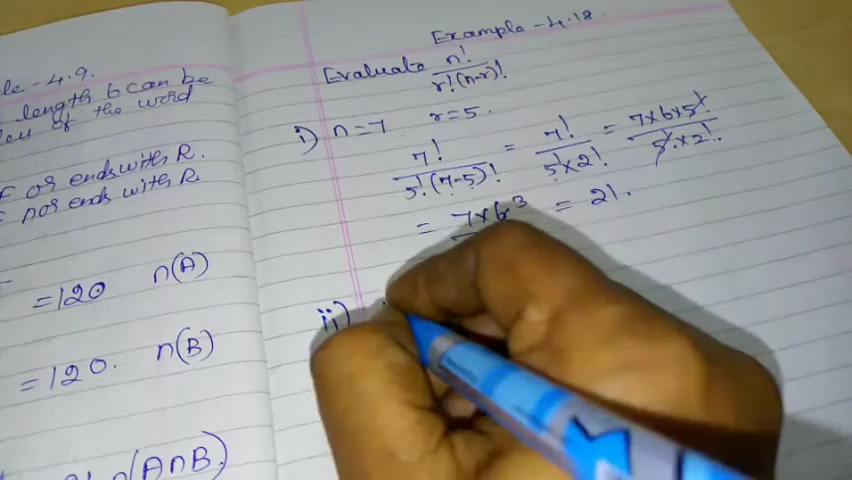 le - 4.9.
length 6 can be
of the word
F or ends with R.
nor ends with R
= 120 n(A)
= 120. n(B)
n(A∩B)
Example - 4.18.
Evaluate n! / r!(n-r)!
i) n = 7 r = 5.
7! / 5!(7-5)! = 7! / 5!×2! = 7×6×5! / 5!×2!
= 7×6 3 = 21.
ii)